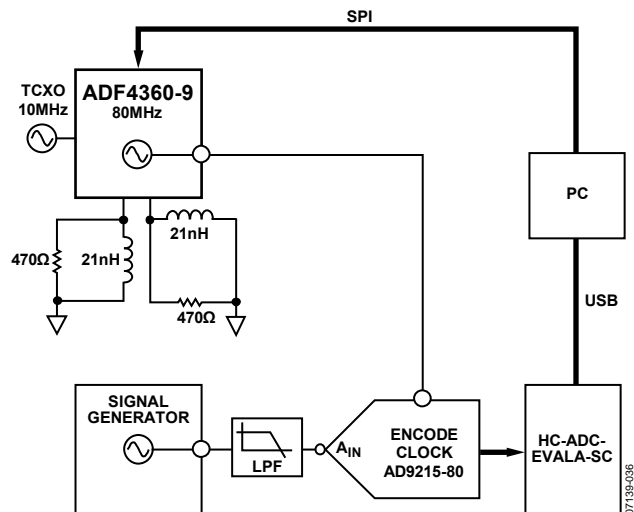 SPI
TCXO
10MHz
ADF4360-9
80MHz
PC
21nH
470Ω
21nH
470Ω
USB
SIGNAL
GENERATOR
LPF
AIN
ENCODE
CLOCK
AD9215-80
HC-ADC-
EVALA-SC
07139-036